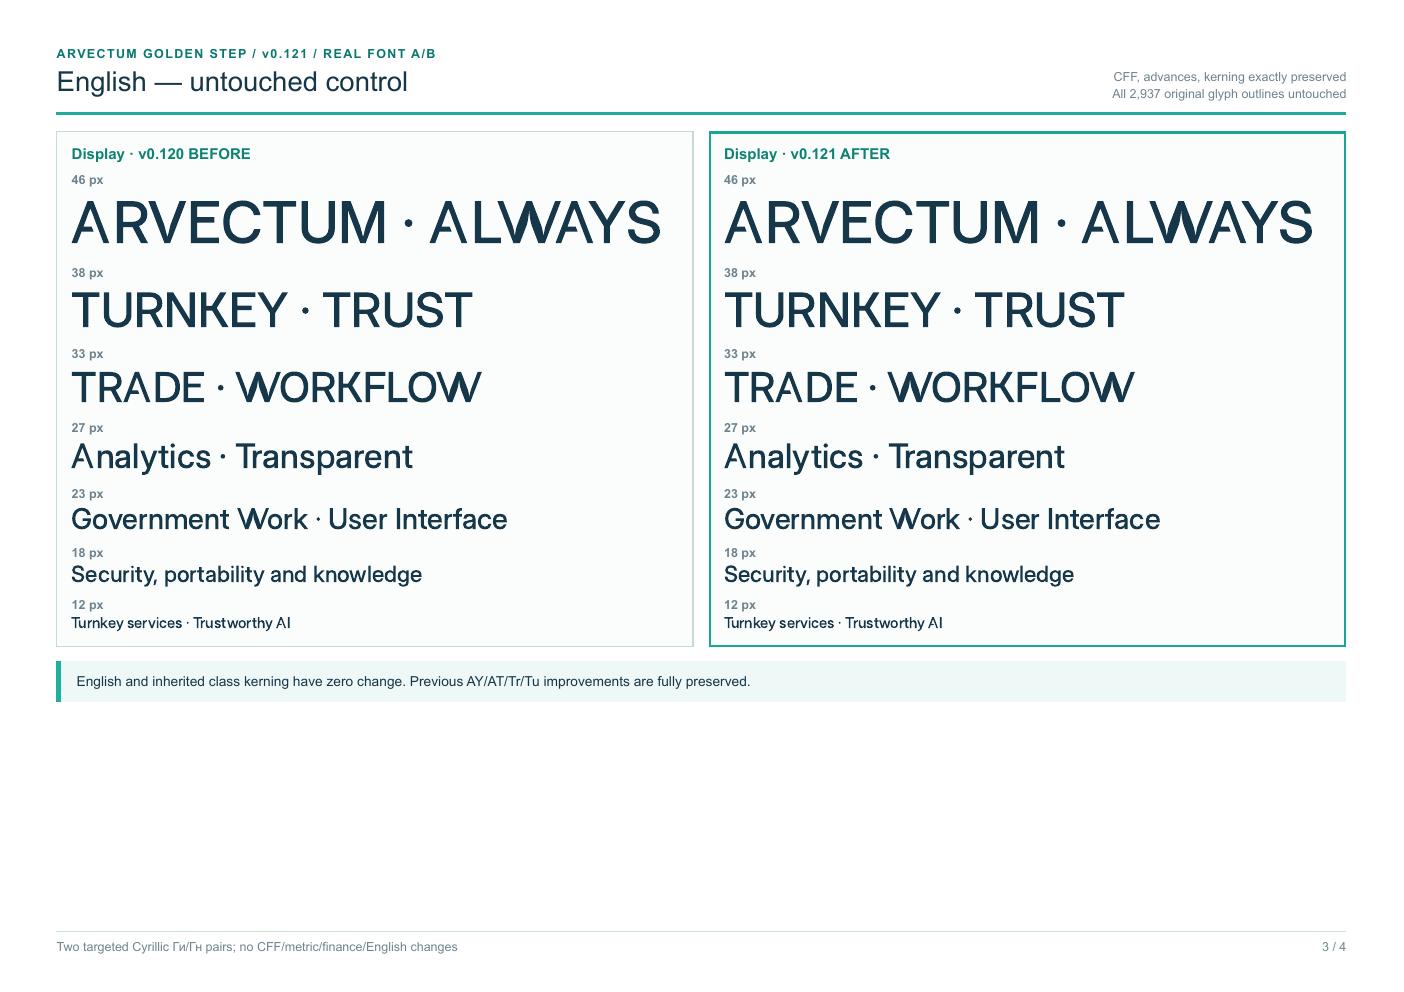 ARVECTUM GOLDEN STEP / v0.121 / REAL FONT A/B
English — untouched control
CFF, advances, kerning exactly preserved
All 2,937 original glyph outlines untouched
Display · v0.120 BEFORE
46 px
ARVECTUM · ALWAYS
38 px
TURNKEY · TRUST
33 px
TRADE · WORKFLOW
27 px
Analytics · Transparent
23 px
Government Work · User Interface
18 px
Security, portability and knowledge
12 px
Turnkey services · Trustworthy AI
Display · v0.121 AFTER
46 px
ARVECTUM · ALWAYS
38 px
TURNKEY · TRUST
33 px
TRADE · WORKFLOW
27 px
Analytics · Transparent
23 px
Government Work · User Interface
18 px
Security, portability and knowledge
12 px
Turnkey services · Trustworthy AI
English and inherited class kerning have zero change. Previous AY/AT/Tr/Tu improvements are fully preserved.
Two targeted Cyrillic Ги/Гн pairs; no CFF/metric/finance/English changes
3 / 4